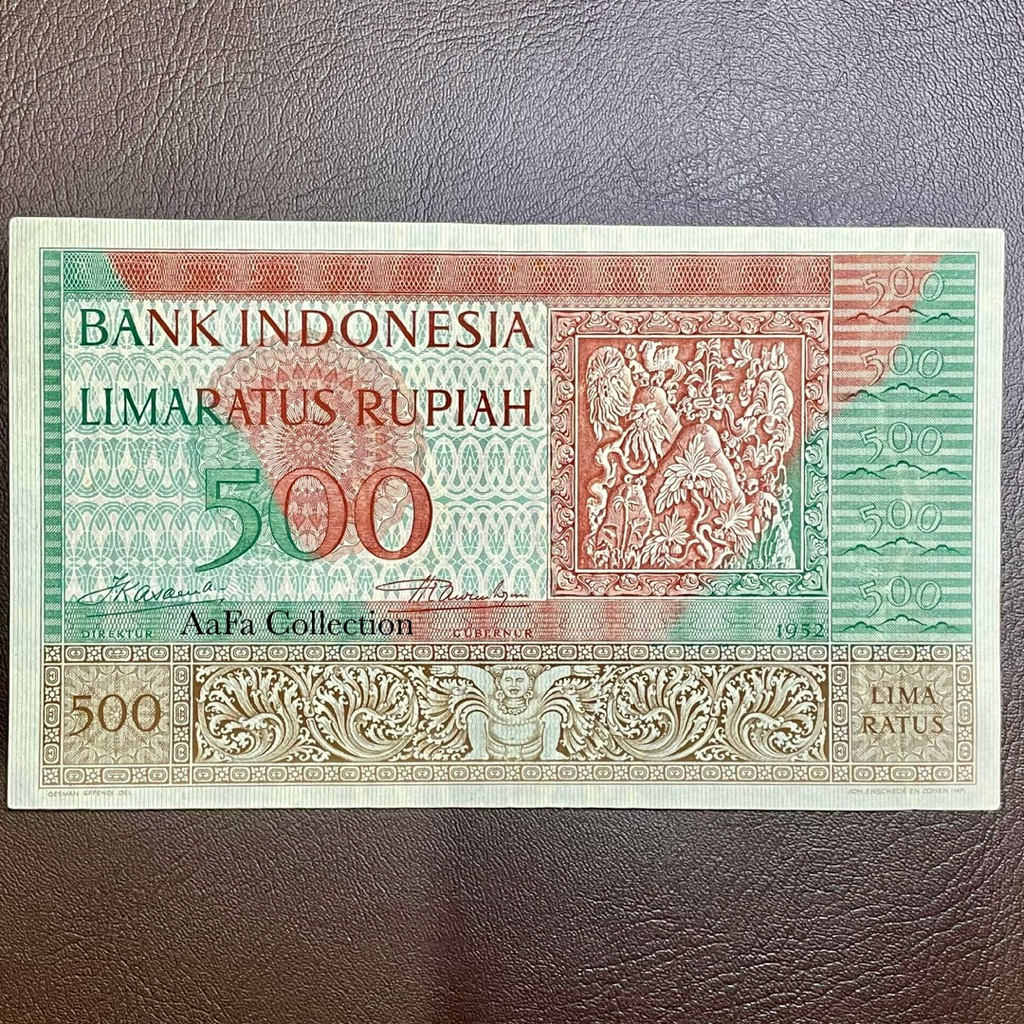 BANK INDONESIA
LIMARATUS RUPIAH
500
DIREKTUR
AaFa Collection
GUBERNUR
1952
500
500
500
500
500
500
LIMA
RATUS
OESMAN EFFENDI DEL.
JOH. ENSCHEDÉ EN ZONEN IMP.